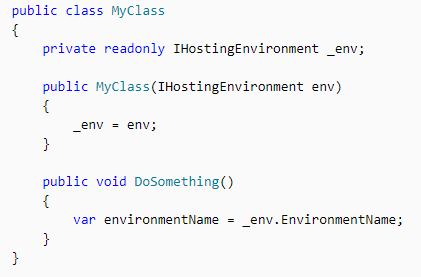 public class MyClass
{
    private readonly IHostingEnvironment _env;

    public MyClass(IHostingEnvironment env)
    {
        _env = env;
    }

    public void DoSomething()
    {
        var environmentName = _env.EnvironmentName;
    }
}